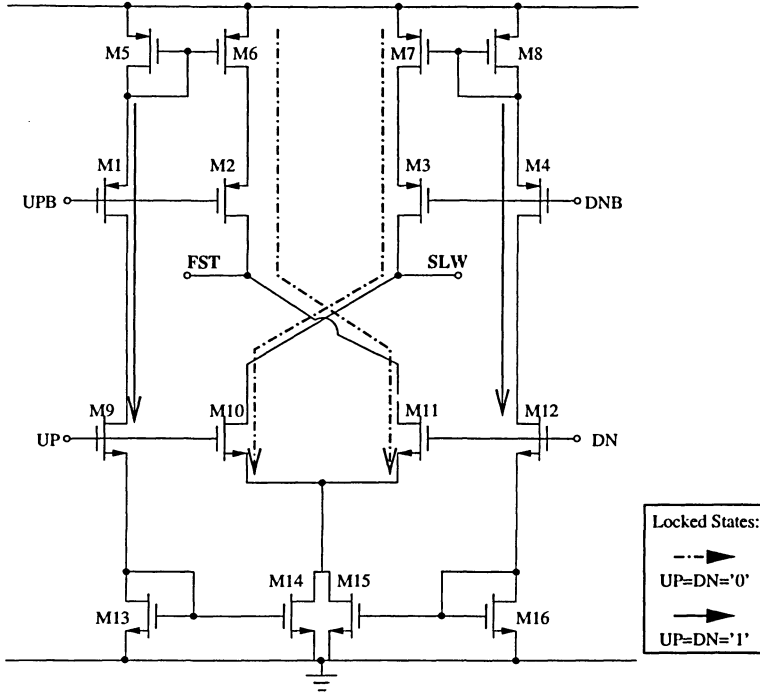 M5
M6
M7
M8
M1
M2
M3
M4
UPB
DNB
FST
SLW
M9
M10
M11
M12
UP
DN
M13
M14
M15
M16
Locked States:
UP=DN='0'
UP=DN='1'